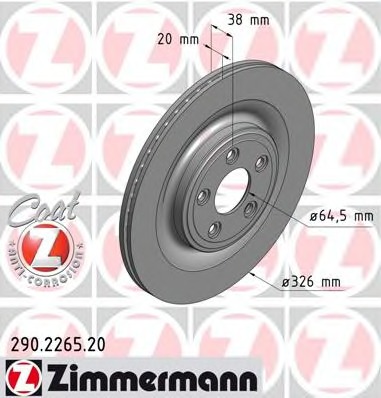 38 mm
20 mm
ø64,5 mm
ø326 mm
Coat
Z
ANTI-CORROSION
290.2265.20
Z Zimmermann